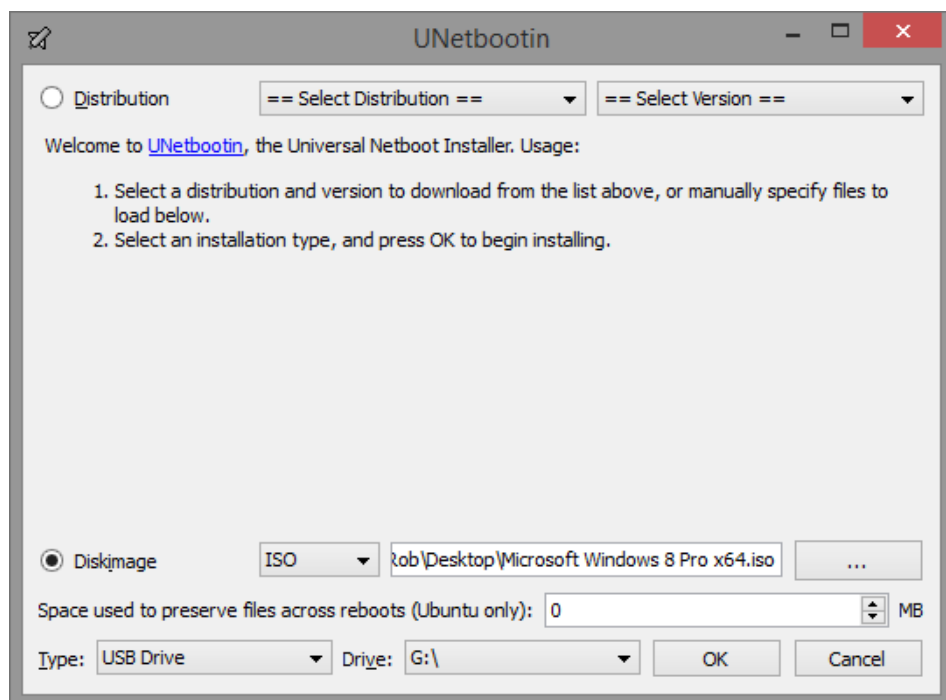 UNetbootin
Distribution == Select Distribution == == Select Version ==
Welcome to UNetbootin, the Universal Netboot Installer. Usage:
1. Select a distribution and version to download from the list above, or manually specify files to
load below.
2. Select an installation type, and press OK to begin installing.
Diskimage ISO Rob\Desktop\Microsoft Windows 8 Pro x64.iso ...
Space used to preserve files across reboots (Ubuntu only): 0 MB
Type: USB Drive Drive: G:\ OK Cancel